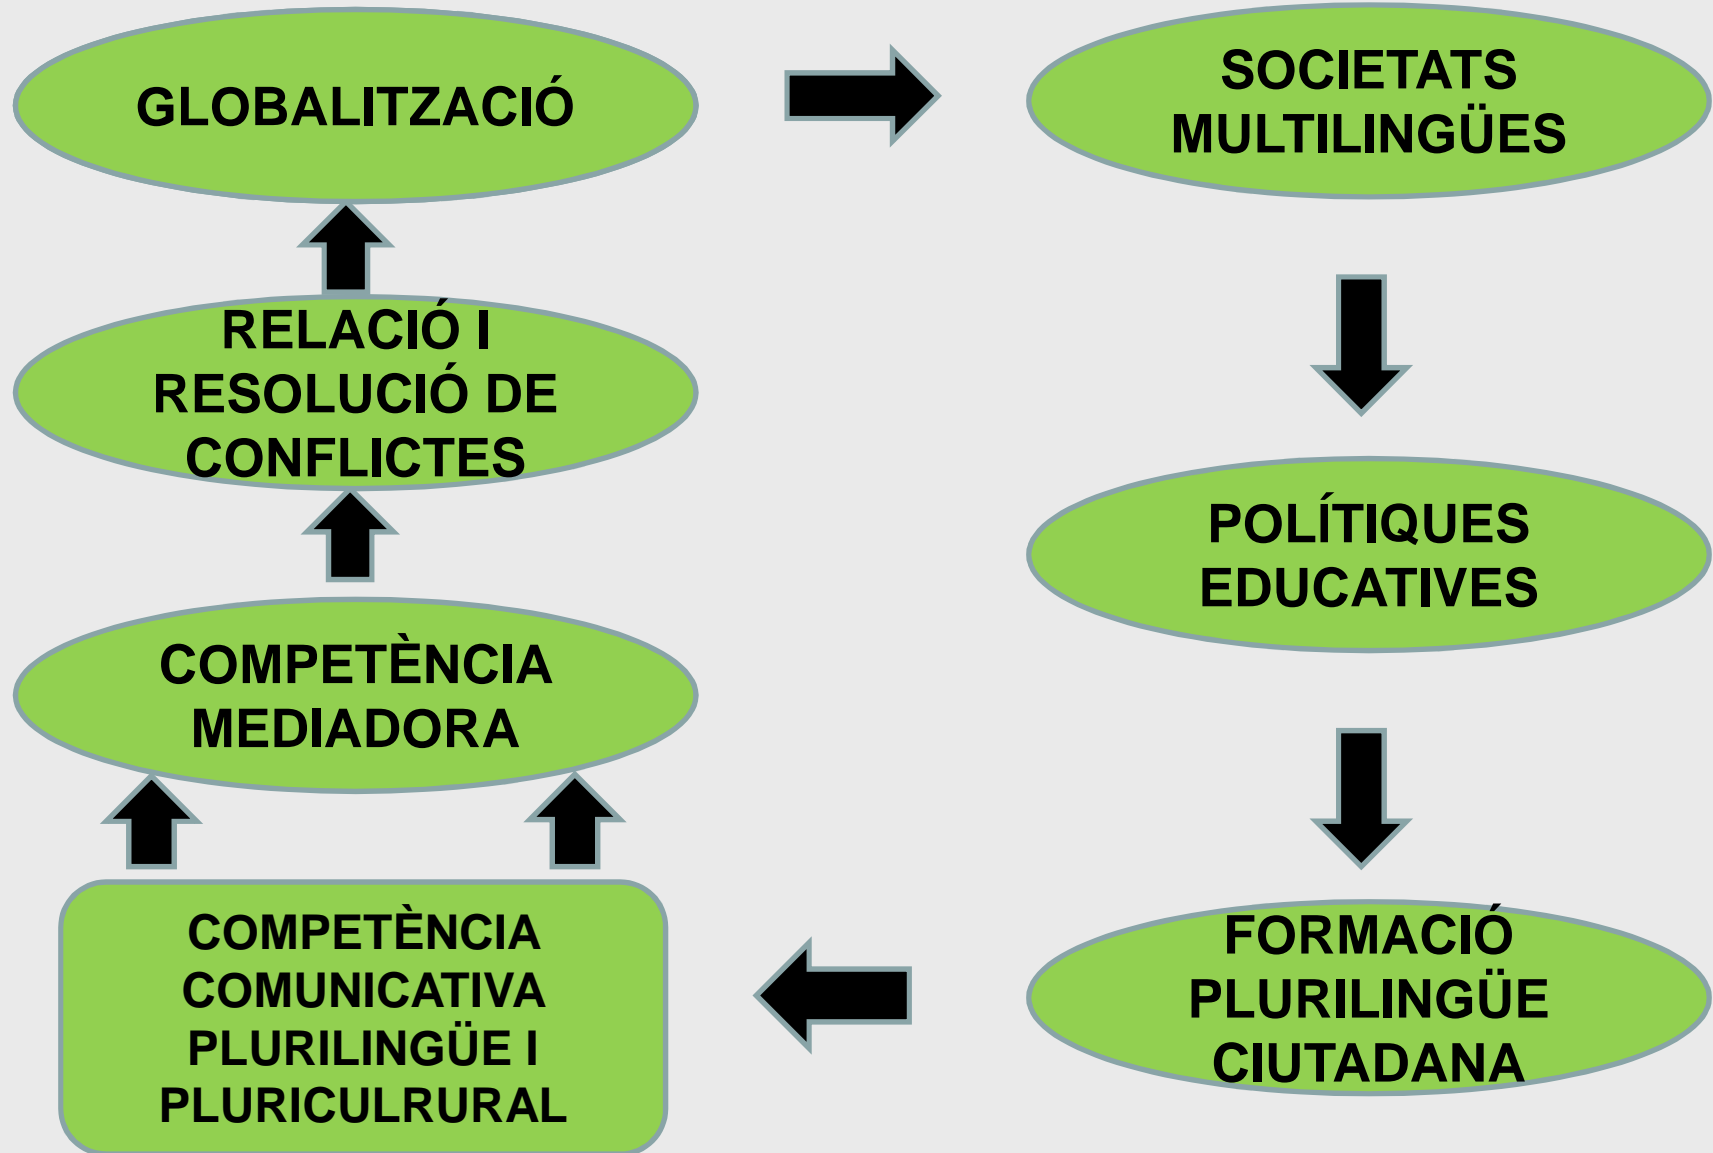 GLOBALITZACIÓ
SOCIETATS
MULTILINGÜES
RELACIÓ I
RESOLUCIÓ DE
CONFLICTES
POLÍTIQUES
EDUCATIVES
COMPETÈNCIA
MEDIADORA
COMPETÈNCIA
COMUNICATIVA
PLURILINGÜE I
PLURICULRURAL
FORMACIÓ
PLURILINGÜE
CIUTADANA